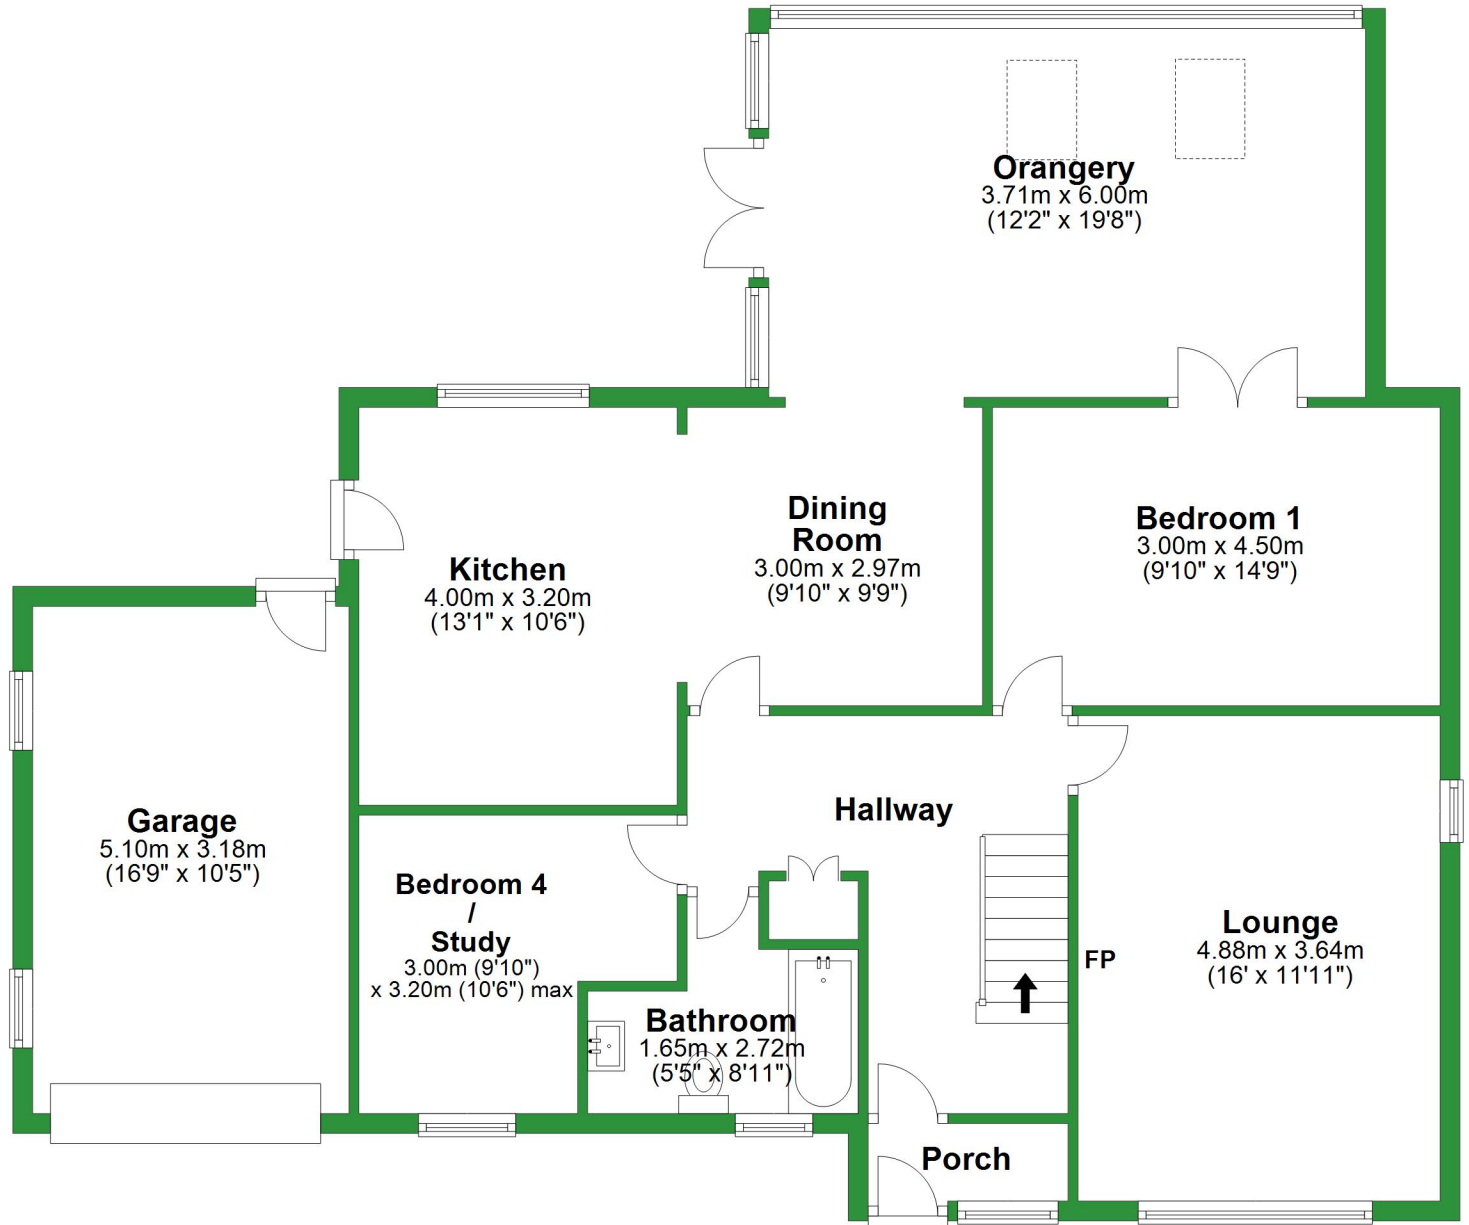 Orangery
3.71m x 6.00m
(12'2" x 19'8")
Dining
Room
3.00m x 2.97m
(9'10" x 9'9")
Bedroom 1
3.00m x 4.50m
(9'10" x 14'9")
Kitchen
4.00m x 3.20m
(13'1" x 10'6")
Garage
5.10m x 3.18m
(16'9" x 10'5")
Hallway
Bedroom 4
/
Study
3.00m (9'10")
x 3.20m (10'6") max
FP
Lounge
4.88m x 3.64m
(16' x 11'11")
Bathroom
1.65m x 2.72m
(5'5" x 8'11")
Porch